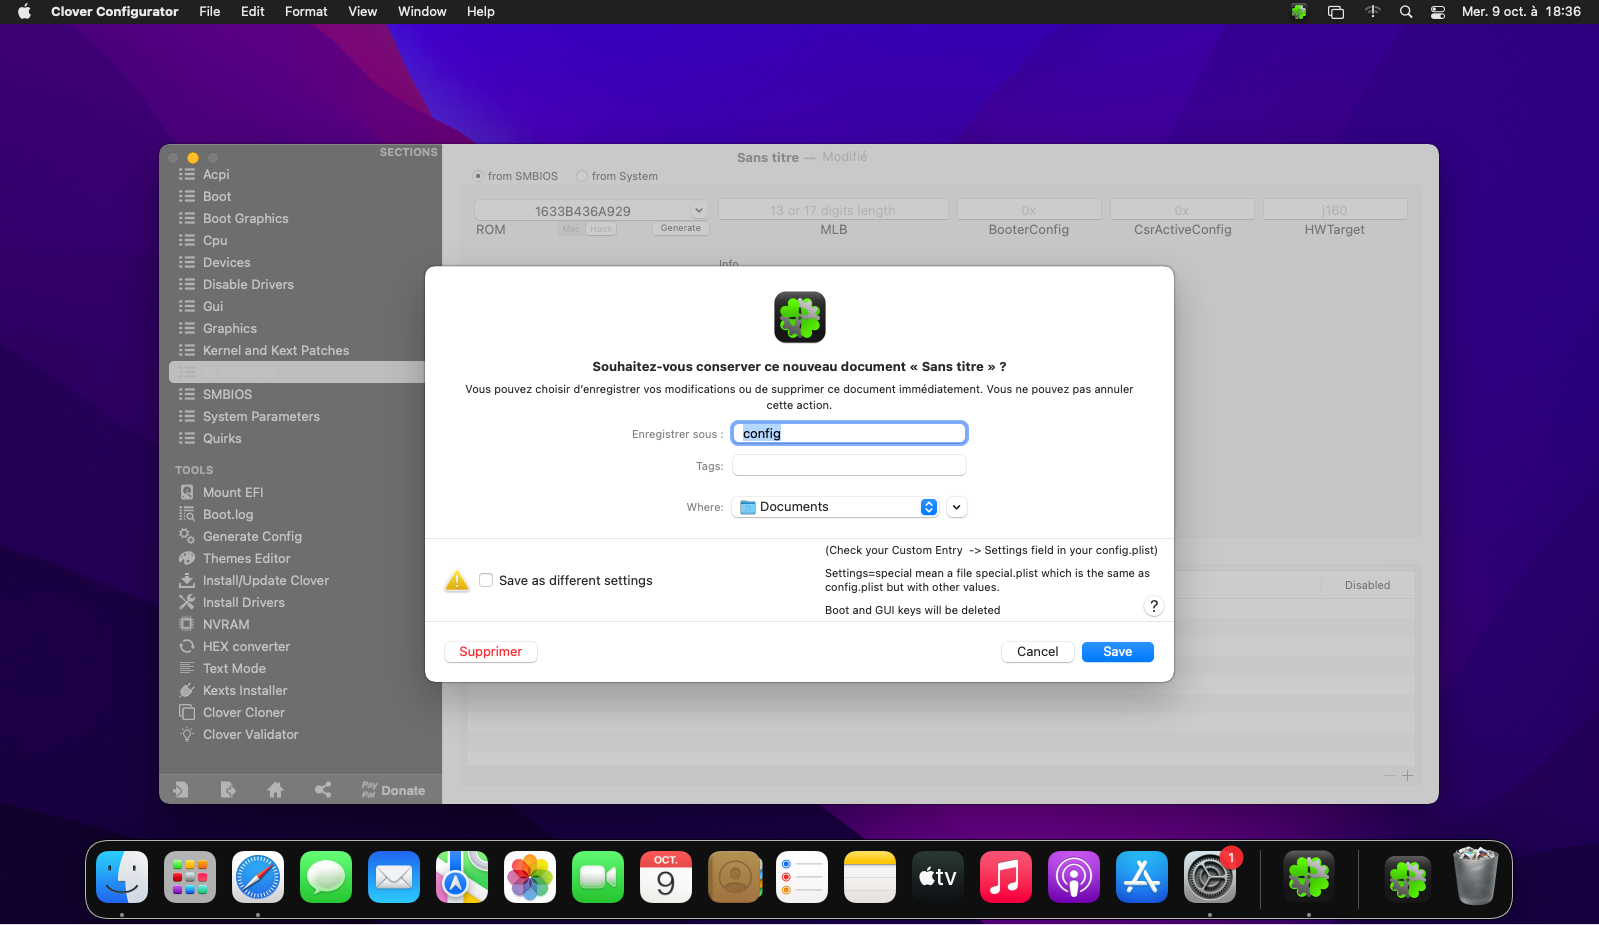 Clover Configurator File Edit Format View Window Help Mer. 9 oct. à 18:36
SECTIONS
Acpi
Boot
Boot Graphics
Cpu
Devices
Disable Drivers
Gui
Graphics
Kernel and Kext Patches
SMBIOS
System Parameters
Quirks
TOOLS
Mount EFI
Boot.log
Generate Config
Themes Editor
Install/Update Clover
Install Drivers
NVRAM
HEX converter
Text Mode
Kexts Installer
Clover Cloner
Clover Validator
Pay
Pal Donate
Sans titre — Modifié
from SMBIOS from System
1633B436A929 13 or 17 digits length 0x 0x j160
ROM Mac Hack Generate MLB BooterConfig CsrActiveConfig HWTarget
Info
Souhaitez-vous conserver ce nouveau document « Sans titre » ?
Vous pouvez choisir d’enregistrer vos modifications ou de supprimer ce document immédiatement. Vous ne pouvez pas annuler
cette action.
Enregistrer sous : config
Tags:
Where: Documents
(Check your Custom Entry -> Settings field in your config.plist)
Save as different settings
Settings=special mean a file special.plist which is the same as
config.plist but with other values.
Boot and GUI keys will be deleted
?
Supprimer Cancel Save
Disabled
OCT.
9
tv
1